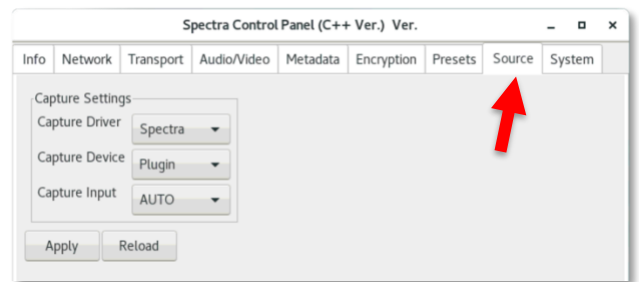 Spectra Control Panel (C++ Ver.) Ver.
Info Network Transport Audio/Video Metadata Encryption Presets Source System
Capture Settings
Capture Driver Spectra
Capture Device Plugin
Capture Input AUTO
Apply Reload